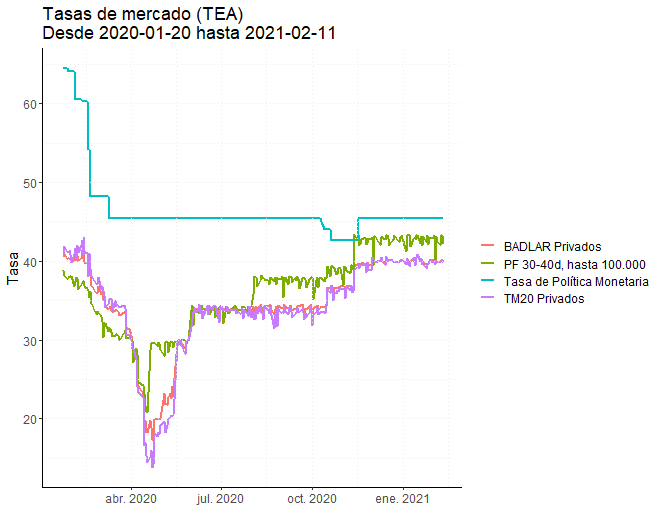 Tasas de mercado (TEA)
Desde 2020-01-20 hasta 2021-02-11
Tasa
60
50
40
30
20
abr. 2020
jul. 2020
oct. 2020
ene. 2021
BADLAR Privados
PF 30-40d, hasta 100.000
Tasa de Política Monetaria
TM20 Privados